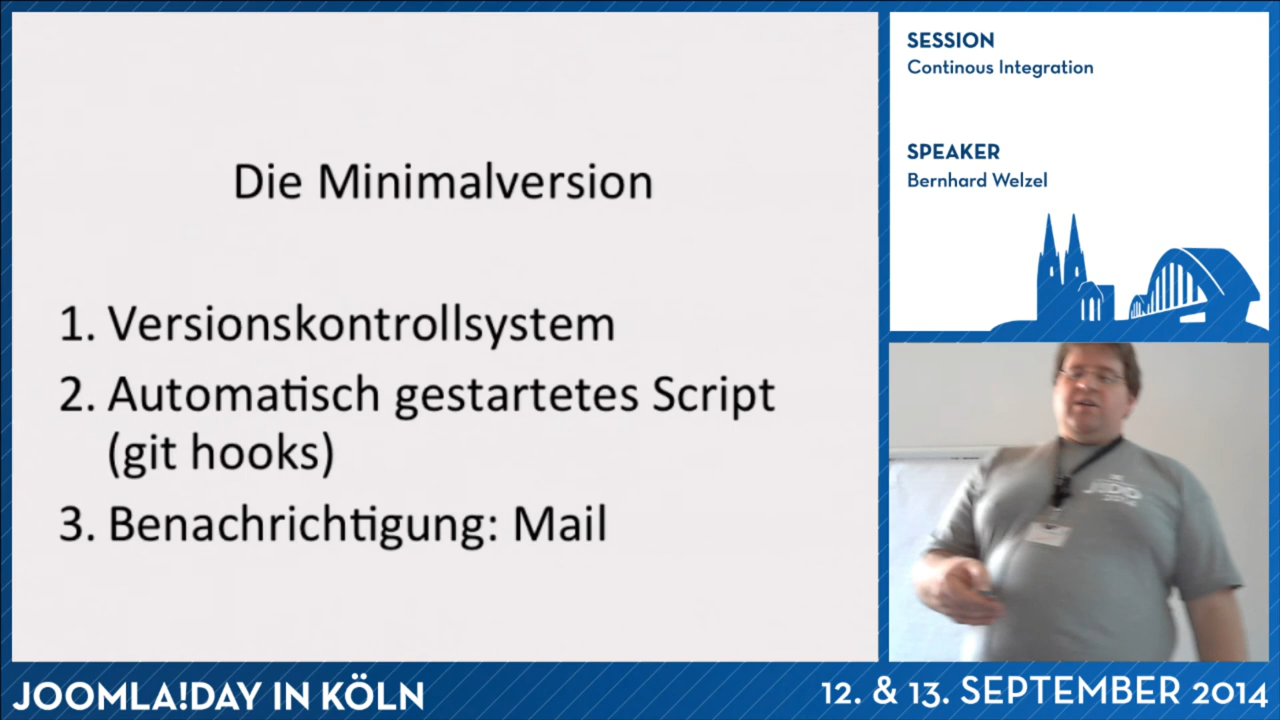 Die Minimalversion
1. Versionskontrollsystem
2. Automatisch gestartetes Script
(git hooks)
3. Benachrichtigung: Mail
SESSION
Continous Integration
SPEAKER
Bernhard Welzel
JOOMLA!DAY IN KÖLN
12. & 13. SEPTEMBER 2014